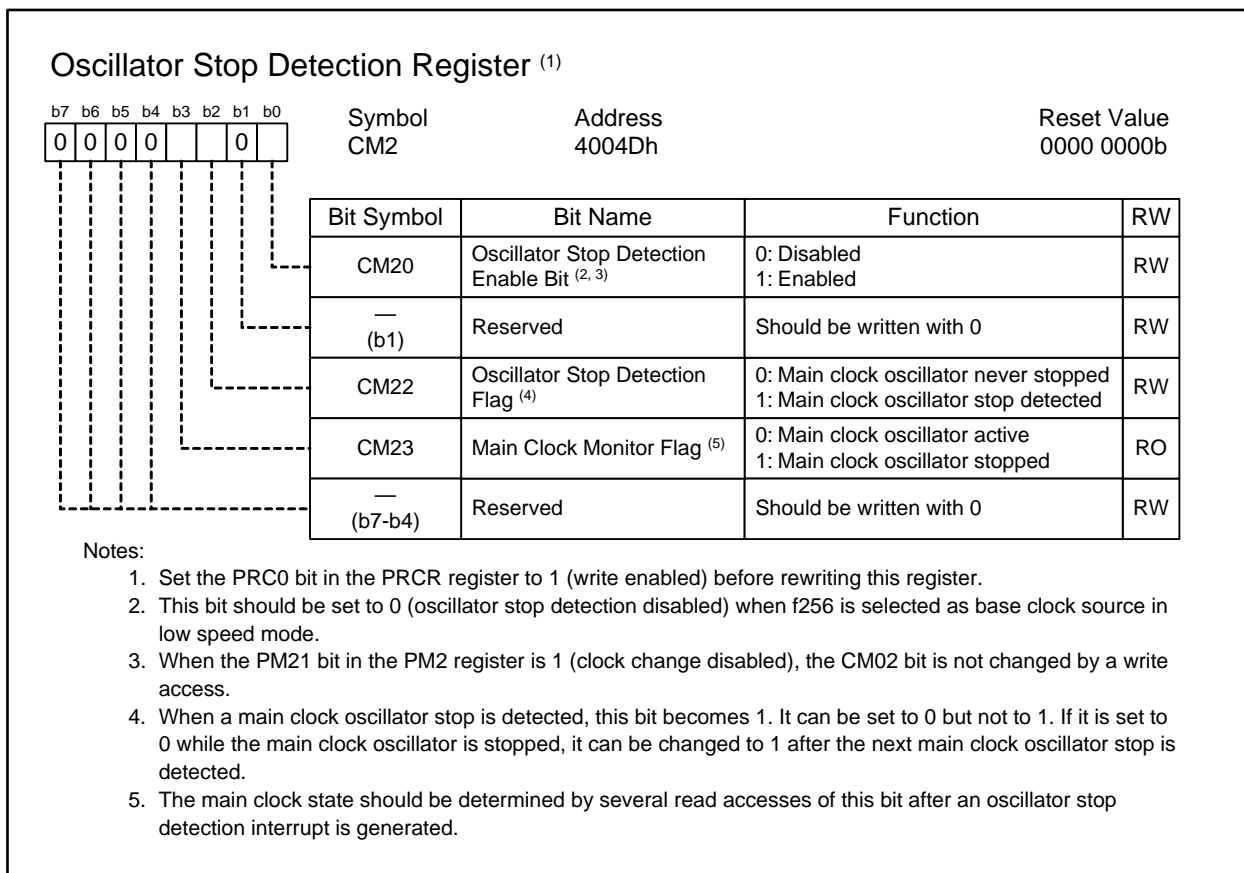 Oscillator Stop Detection Register (1)
b7 b6 b5 b4 b3 b2 b1 b0
0 0 0 0 0
Symbol Address Reset Value
CM2 4004Dh 0000 0000b
Bit Symbol Bit Name Function RW
CM20 Oscillator Stop Detection Enable Bit (2, 3) 0: Disabled 1: Enabled RW
— (b1) Reserved Should be written with 0 RW
CM22 Oscillator Stop Detection Flag (4) 0: Main clock oscillator never stopped 1: Main clock oscillator stop detected RW
CM23 Main Clock Monitor Flag (5) 0: Main clock oscillator active 1: Main clock oscillator stopped RO
— (b7-b4) Reserved Should be written with 0 RW
Notes:
1. Set the PRC0 bit in the PRCR register to 1 (write enabled) before rewriting this register.
2. This bit should be set to 0 (oscillator stop detection disabled) when f256 is selected as base clock source in
low speed mode.
3. When the PM21 bit in the PM2 register is 1 (clock change disabled), the CM02 bit is not changed by a write
access.
4. When a main clock oscillator stop is detected, this bit becomes 1. It can be set to 0 but not to 1. If it is set to
0 while the main clock oscillator is stopped, it can be changed to 1 after the next main clock oscillator stop is
detected.
5. The main clock state should be determined by several read accesses of this bit after an oscillator stop
detection interrupt is generated.